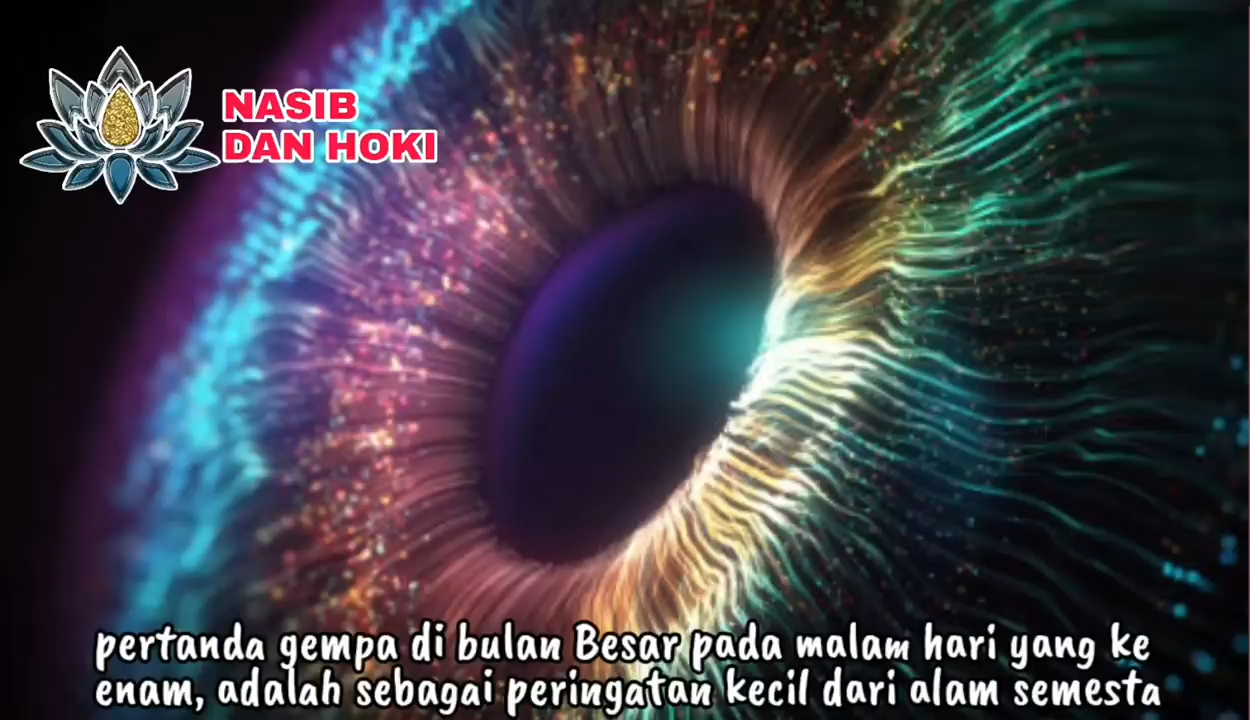 NASIB
DAN HOKI
pertanda gempa di bulan Besar pada malam hari yang ke
enam, adalah sebagai peringatan kecil dari alam semesta